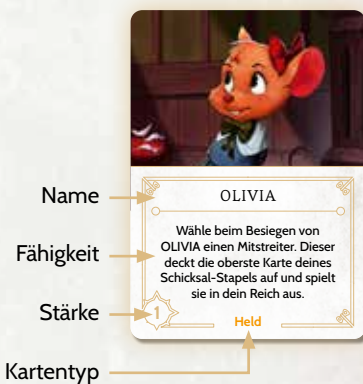 Name
OLIVIA
Fähigkeit
Wähle beim Besiegen von
OLIVIA einen Mitstreiter. Dieser
deckt die oberste Karte deines
Schicksal-Stapels auf und spielt
sie in dein Reich aus.
Stärke
1
Held
Kartentyp